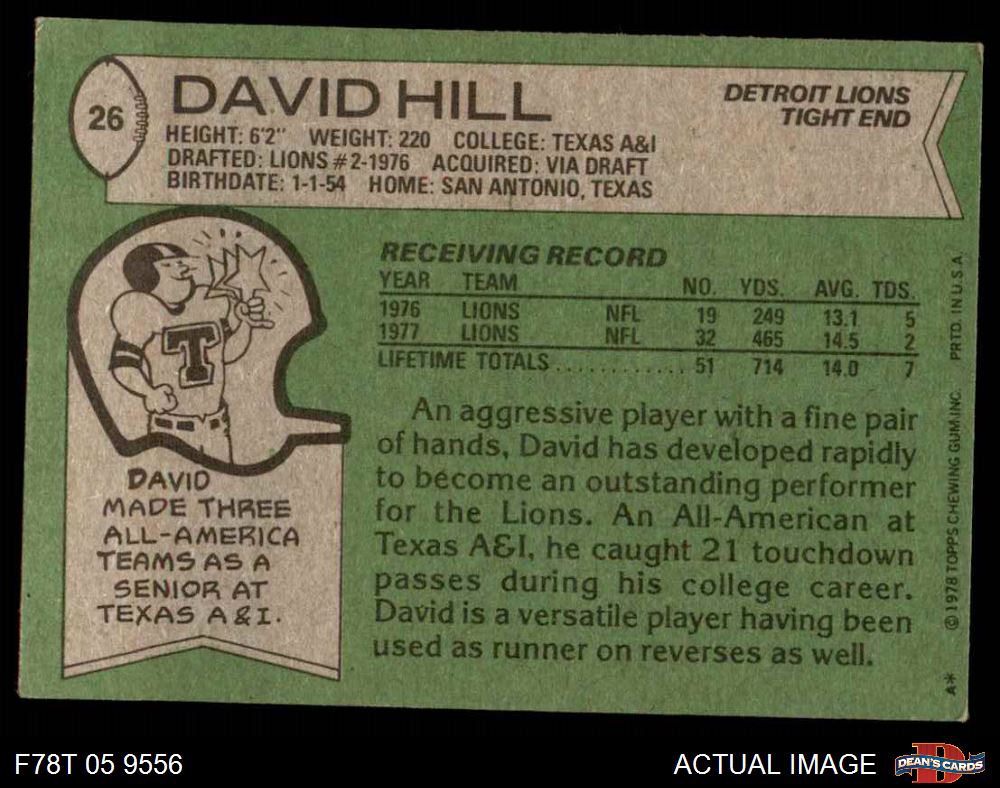 26
DAVID HILL
DETROIT LIONS
TIGHT END
HEIGHT: 6'2" WEIGHT: 220 COLLEGE: TEXAS A&I
DRAFTED: LIONS #2-1976 ACQUIRED: VIA DRAFT
BIRTHDATE: 1-1-54 HOME: SAN ANTONIO, TEXAS
T
DAVID
MADE THREE
ALL-AMERICA
TEAMS AS A
SENIOR AT
TEXAS A & I.
RECEIVING RECORD
YEAR TEAM NO. YDS. AVG. TDS.
1976 LIONS NFL 19 249 13.1 5
1977 LIONS NFL 32 465 14.5 2
LIFETIME TOTALS . . . . . . . . . . . . 51 714 14.0 7
An aggressive player with a fine pair
of hands, David has developed rapidly
to become an outstanding performer
for the Lions. An All-American at
Texas A&I, he caught 21 touchdown
passes during his college career.
David is a versatile player having been
used as runner on reverses as well.
A* © 1978 TOPPS CHEWING GUM INC. PRTD. IN U.S.A.
F78T 05 9556
ACTUAL IMAGE
D
DEAN'S CARDS